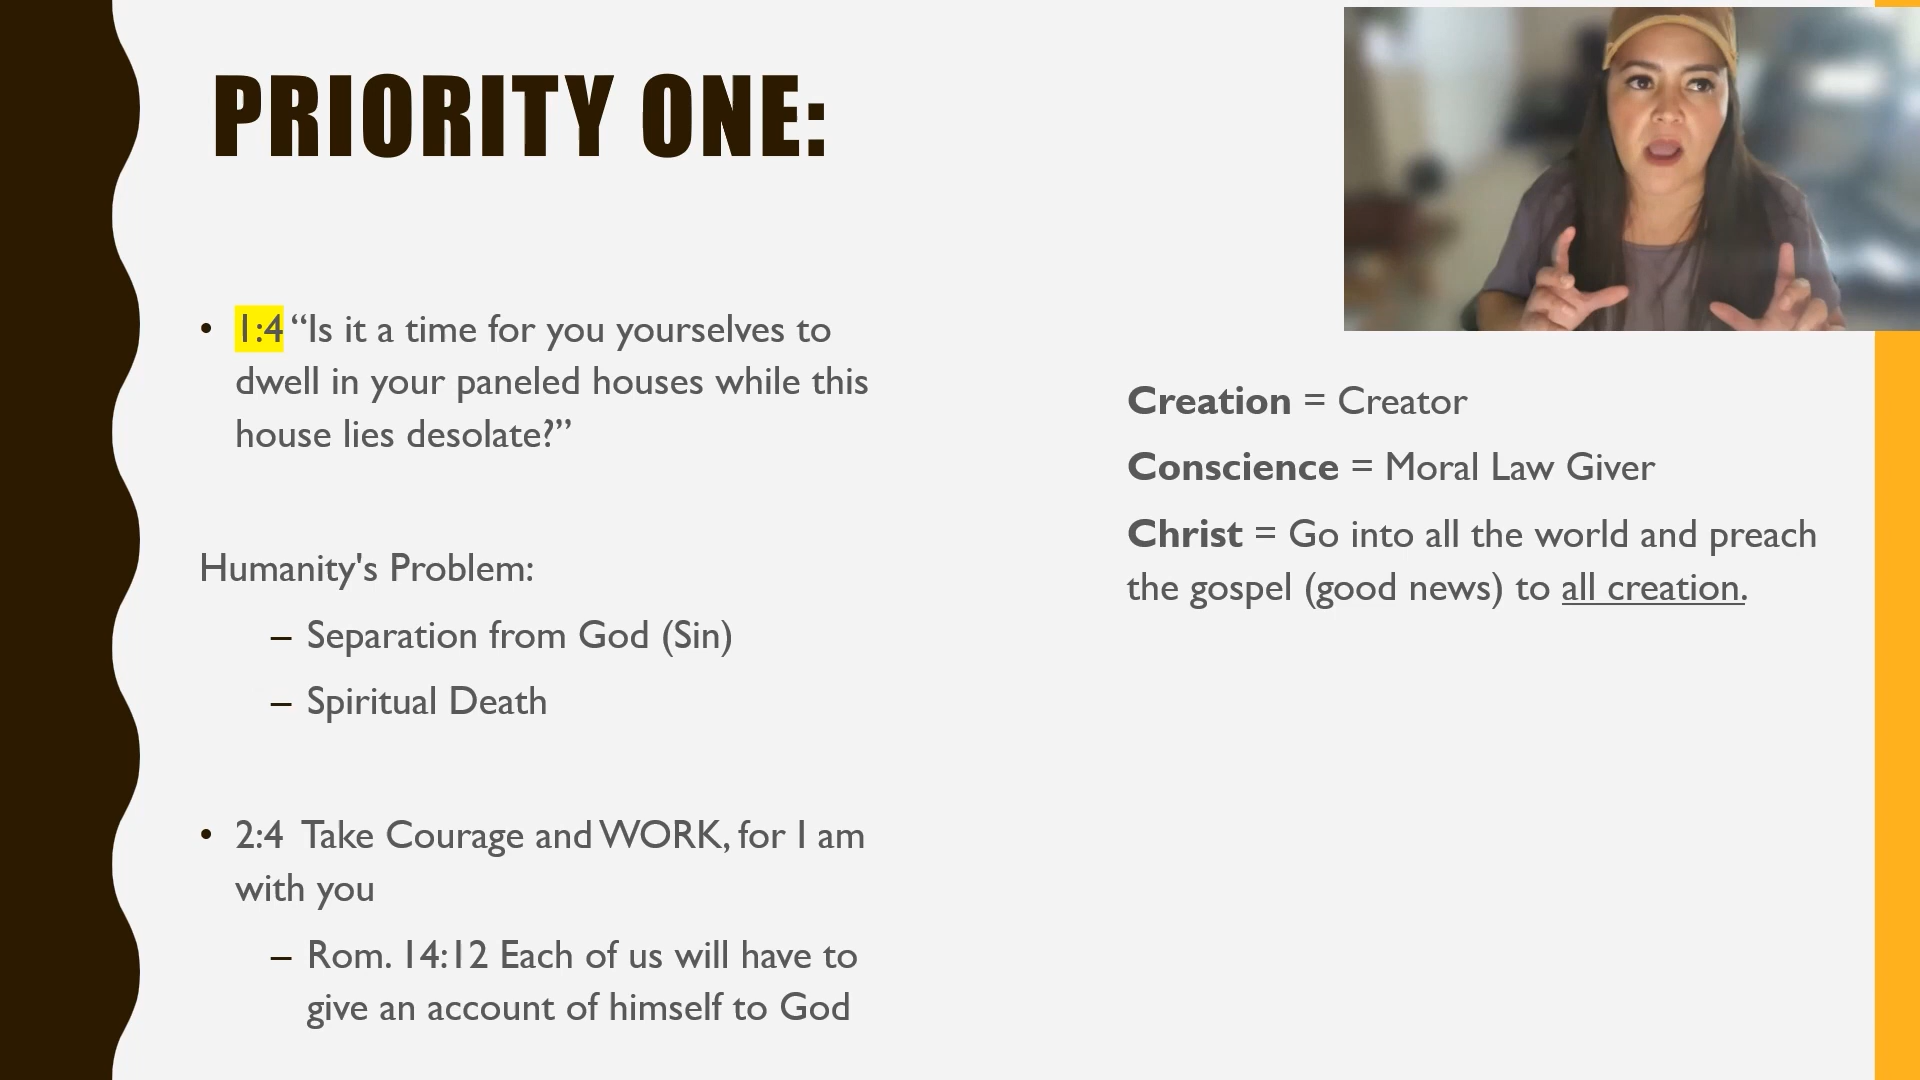 PRIORITY ONE:
• 1:4 “Is it a time for you yourselves to
dwell in your paneled houses while this
house lies desolate?”
Humanity's Problem:
– Separation from God (Sin)
– Spiritual Death
• 2:4 Take Courage and WORK, for I am
with you
– Rom. 14:12 Each of us will have to
give an account of himself to God
Creation = Creator
Conscience = Moral Law Giver
Christ = Go into all the world and preach
the gospel (good news) to all creation.